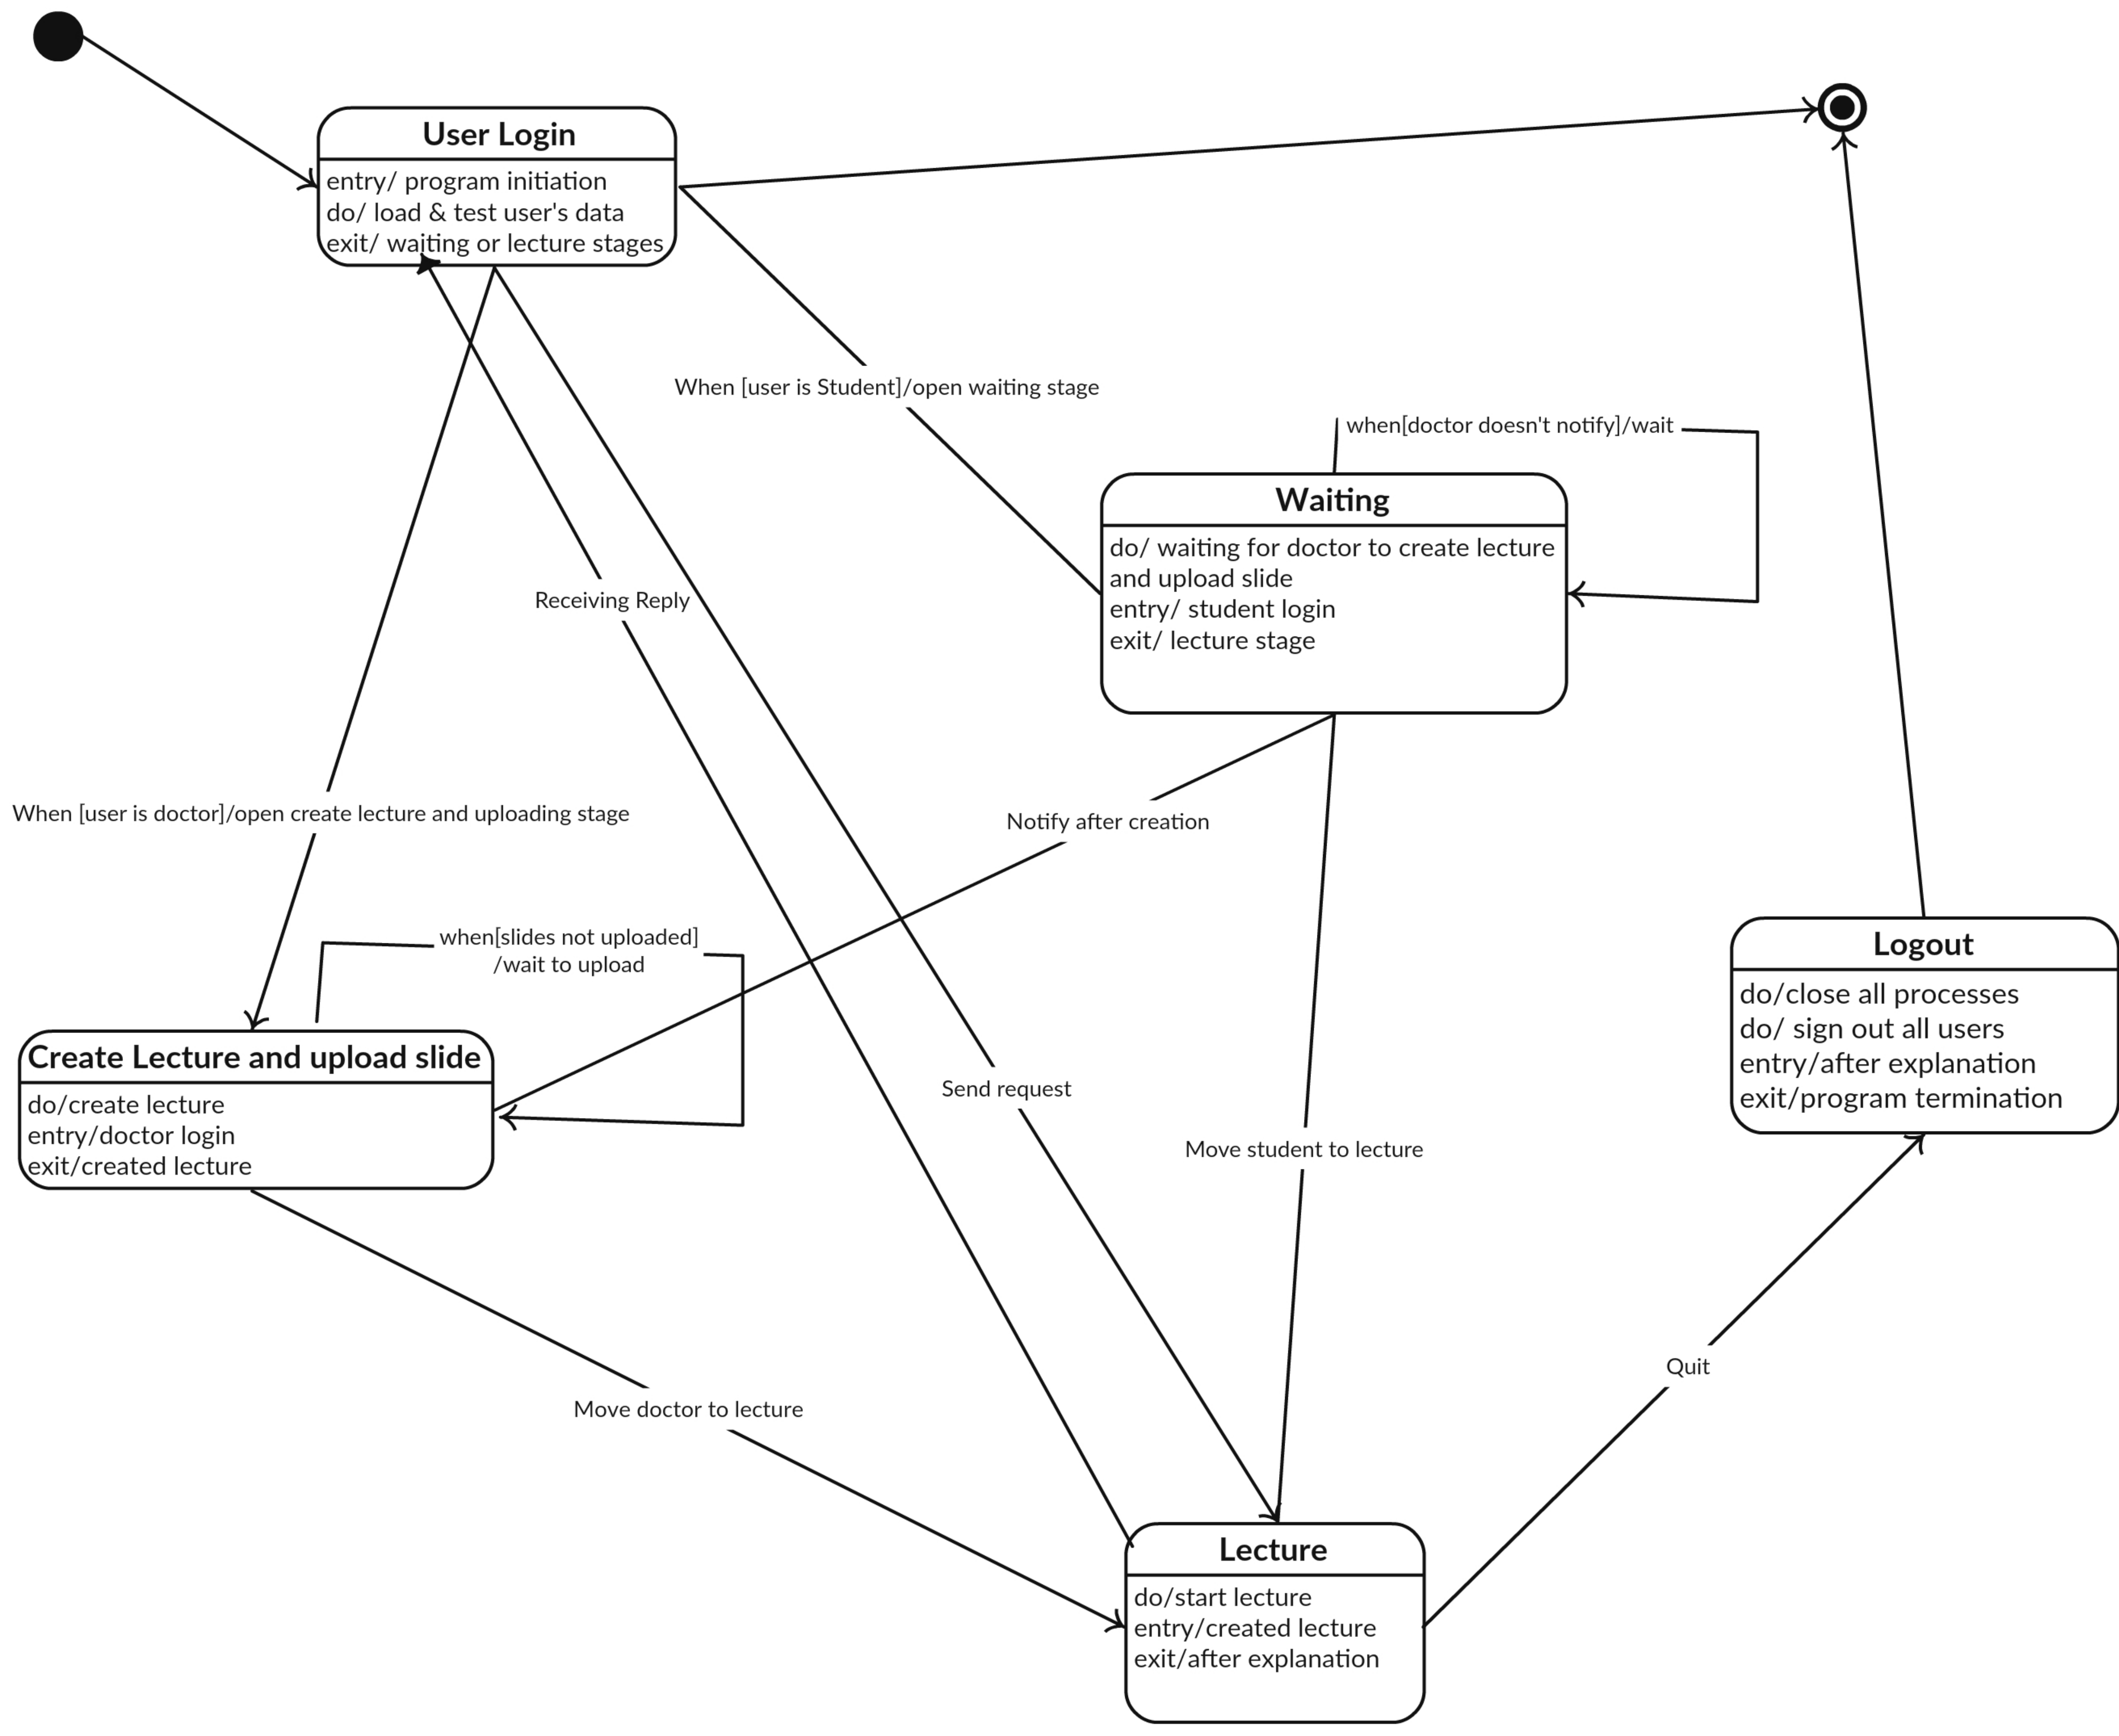 User Login
entry/ program initiation
do/ load & test user's data
exit/ waiting or lecture stages
When [user is Student]/open waiting stage
when[doctor doesn't notify]/wait
Waiting
do/ waiting for doctor to create lecture
and upload slide
entry/ student login
exit/ lecture stage
Receiving Reply
When [user is doctor]/open create lecture and uploading stage
Notify after creation
when[slides not uploaded]
/wait to upload
Logout
do/close all processes
do/ sign out all users
entry/after explanation
exit/program termination
Create Lecture and upload slide
do/create lecture
entry/doctor login
exit/created lecture
Send request
Move student to lecture
Quit
Move doctor to lecture
Lecture
do/start lecture
entry/created lecture
exit/after explanation